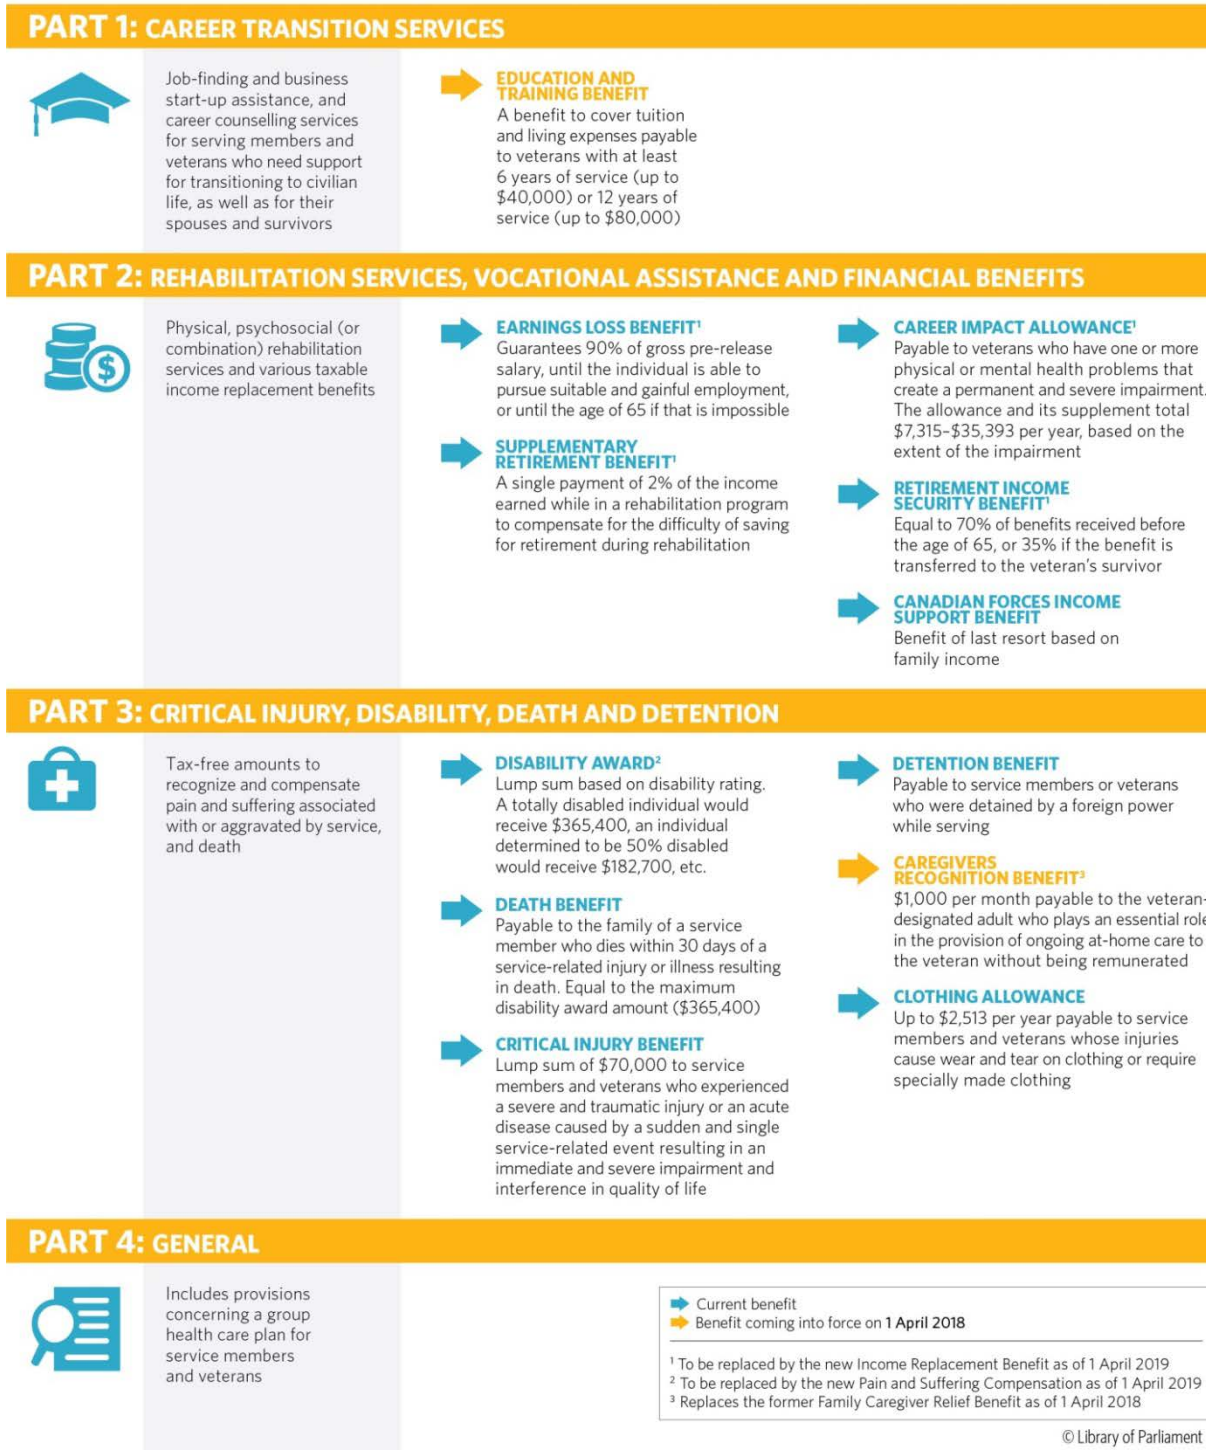 PART 1: CAREER TRANSITION SERVICES
Job-finding and business
start-up assistance, and
career counselling services
for serving members and
veterans who need support
for transitioning to civilian
life, as well as for their
spouses and survivors
EDUCATION AND
TRAINING BENEFIT
A benefit to cover tuition
and living expenses payable
to veterans with at least
6 years of service (up to
$40,000) or 12 years of
service (up to $80,000)
PART 2: REHABILITATION SERVICES, VOCATIONAL ASSISTANCE AND FINANCIAL BENEFITS
Physical, psychosocial (or
combination) rehabilitation
services and various taxable
income replacement benefits
EARNINGS LOSS BENEFIT¹
Guarantees 90% of gross pre-release
salary, until the individual is able to
pursue suitable and gainful employment,
or until the age of 65 if that is impossible
SUPPLEMENTARY
RETIREMENT BENEFIT¹
A single payment of 2% of the income
earned while in a rehabilitation program
to compensate for the difficulty of saving
for retirement during rehabilitation
CAREER IMPACT ALLOWANCE¹
Payable to veterans who have one or more
physical or mental health problems that
create a permanent and severe impairment.
The allowance and its supplement total
$7,315–$35,393 per year, based on the
extent of the impairment
RETIREMENT INCOME
SECURITY BENEFIT¹
Equal to 70% of benefits received before
the age of 65, or 35% if the benefit is
transferred to the veteran's survivor
CANADIAN FORCES INCOME
SUPPORT BENEFIT
Benefit of last resort based on
family income
PART 3: CRITICAL INJURY, DISABILITY, DEATH AND DETENTION
Tax-free amounts to
recognize and compensate
pain and suffering associated
with or aggravated by service,
and death
DISABILITY AWARD²
Lump sum based on disability rating.
A totally disabled individual would
receive $365,400, an individual
determined to be 50% disabled
would receive $182,700, etc.
DEATH BENEFIT
Payable to the family of a service
member who dies within 30 days of a
service-related injury or illness resulting
in death. Equal to the maximum
disability award amount ($365,400)
CRITICAL INJURY BENEFIT
Lump sum of $70,000 to service
members and veterans who experienced
a severe and traumatic injury or an acute
disease caused by a sudden and single
service-related event resulting in an
immediate and severe impairment and
interference in quality of life
DETENTION BENEFIT
Payable to service members or veterans
who were detained by a foreign power
while serving
CAREGIVERS
RECOGNITION BENEFIT³
$1,000 per month payable to the veteran-
designated adult who plays an essential role
in the provision of ongoing at-home care to
the veteran without being remunerated
CLOTHING ALLOWANCE
Up to $2,513 per year payable to service
members and veterans whose injuries
cause wear and tear on clothing or require
specially made clothing
PART 4: GENERAL
Includes provisions
concerning a group
health care plan for
service members
and veterans
Current benefit
Benefit coming into force on 1 April 2018
¹ To be replaced by the new Income Replacement Benefit as of 1 April 2019
² To be replaced by the new Pain and Suffering Compensation as of 1 April 2019
³ Replaces the former Family Caregiver Relief Benefit as of 1 April 2018
© Library of Parliament